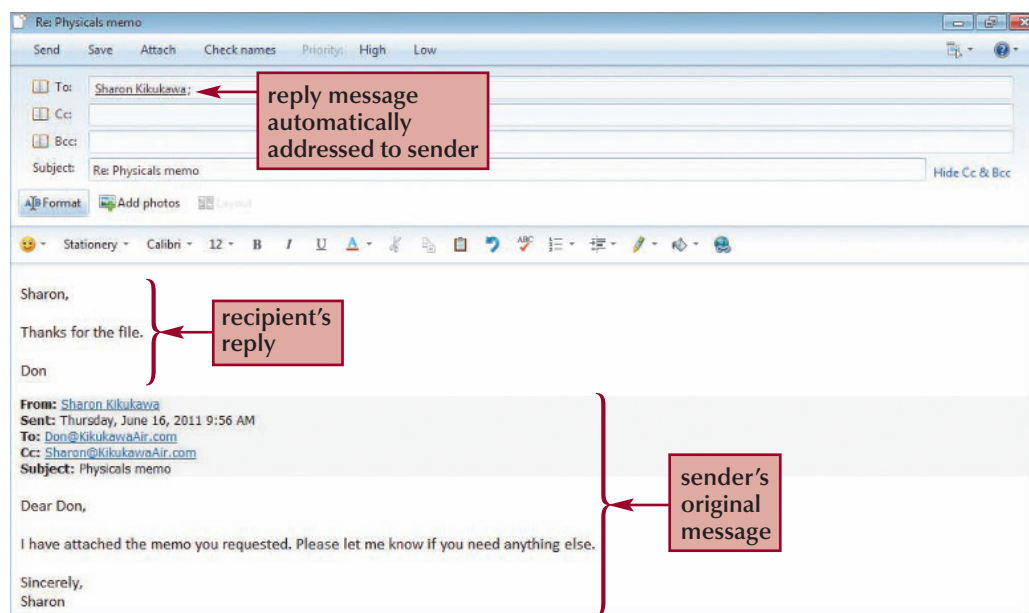 Re: Physicals memo
Send Save Attach Check names Priority: High Low
To: Sharon Kikukawa;
Cc:
Bcc:
Subject: Re: Physicals memo
Hide Cc & Bcc
reply message
automatically
addressed to sender
Format Add photos Layout
Stationery Calibri 12 B I U A ABC
Sharon,
Thanks for the file.
Don
recipient's
reply
From: Sharon Kikukawa
Sent: Thursday, June 16, 2011 9:56 AM
To: Don@KikukawaAir.com
Cc: Sharon@KikukawaAir.com
Subject: Physicals memo
Dear Don,
I have attached the memo you requested. Please let me know if you need anything else.
Sincerely,
Sharon
sender's
original
message